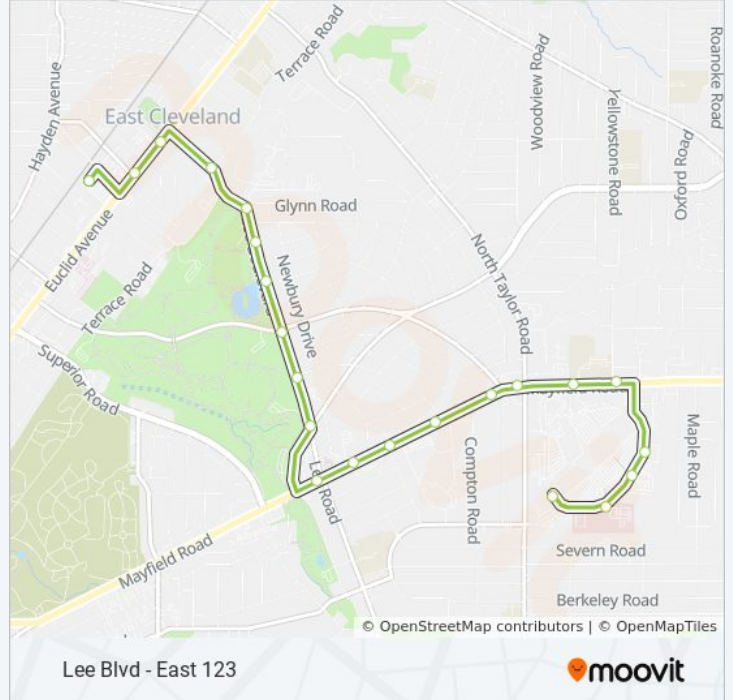 Terrace Road
Roanoke Road
Woodview Road
Hayden Avenue
Yellowstone Road
East Cleveland
Oxford Road
Glynn Road
Euclid Avenue
North Taylor Road
Newbury Drive
Terrace Road
Superior Road
Mayfield Road
Maple Road
Compton Road
Lee Road
Mayfield Road
Severn Road
Berkeley Road
© OpenStreetMap contributors | © OpenMapTiles
Lee Blvd - East 123
moovit